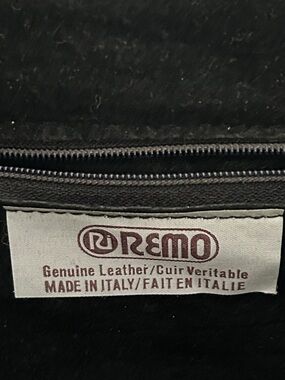 R REMO
Genuine Leather/Cuir Veritable
MADE IN ITALY/FAIT EN ITALIE